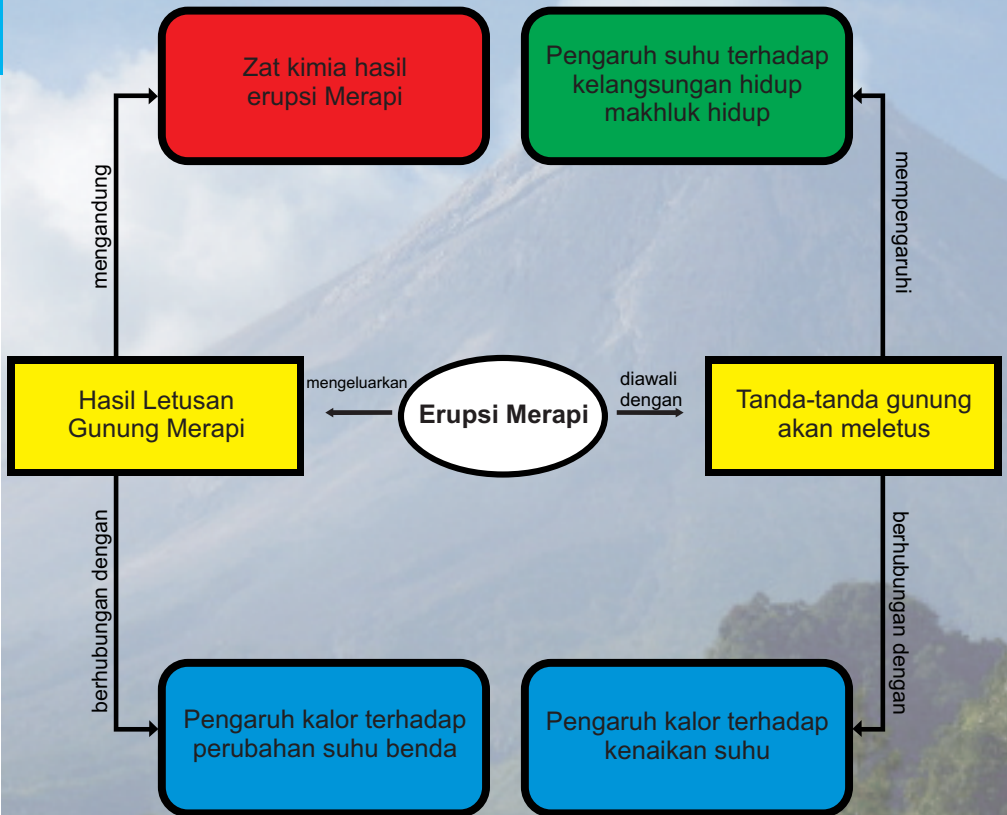 Zat kimia hasil
erupsi Merapi
Pengaruh suhu terhadap
kelangsungan hidup
makhluk hidup
mengandung
mempengaruhi
Hasil Letusan
Gunung Merapi
mengeluarkan
Erupsi Merapi
diawali
dengan
Tanda-tanda gunung
akan meletus
berhubungan dengan
berhubungan dengan
Pengaruh kalor terhadap
perubahan suhu benda
Pengaruh kalor terhadap
kenaikan suhu